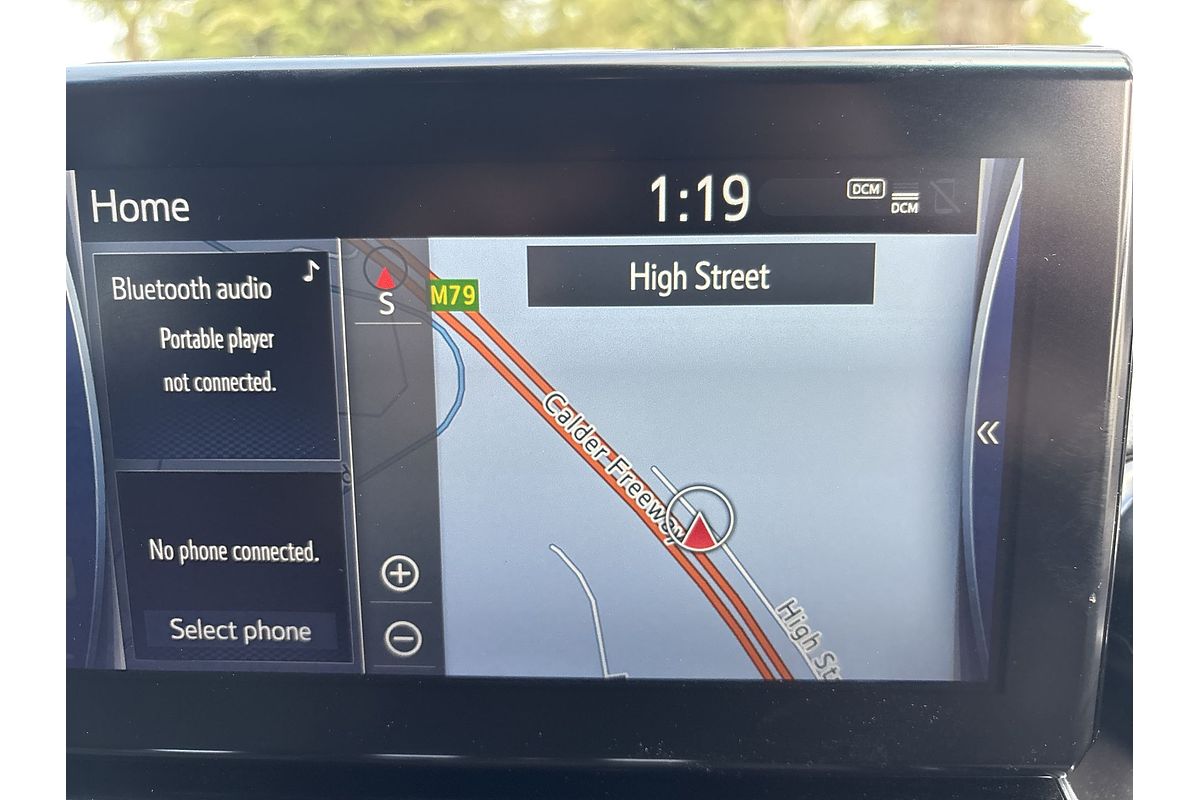 Home
1:19
DCM
DCM
Bluetooth audio
Portable player
not connected.
No phone connected.
Select phone
S
M79
High Street
Calder Freeway
High St